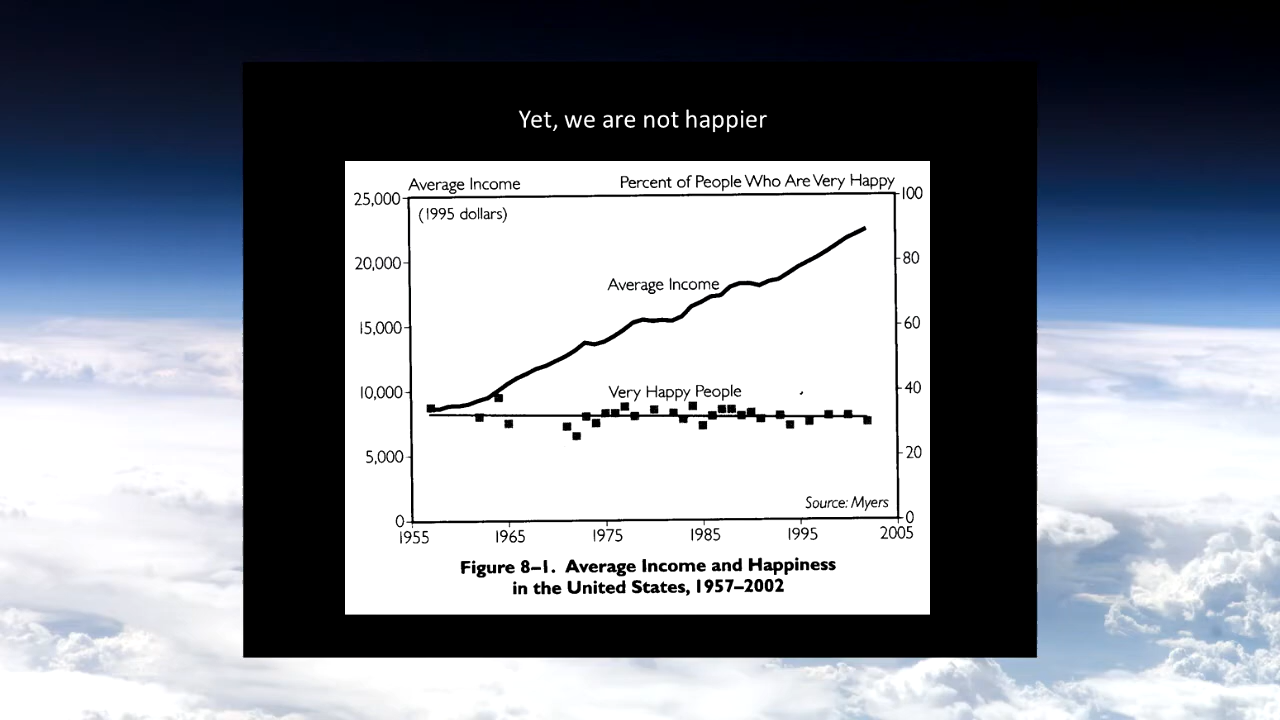 Yet, we are not happier
Average Income
Percent of People Who Are Very Happy
25,000
100
(1995 dollars)
20,000
80
Average Income
15,000
60
10,000
Very Happy People
40
5,000
20
Source: Myers
0
0
1955
1965
1975
1985
1995
2005
Figure 8–1. Average Income and Happiness
in the United States, 1957–2002